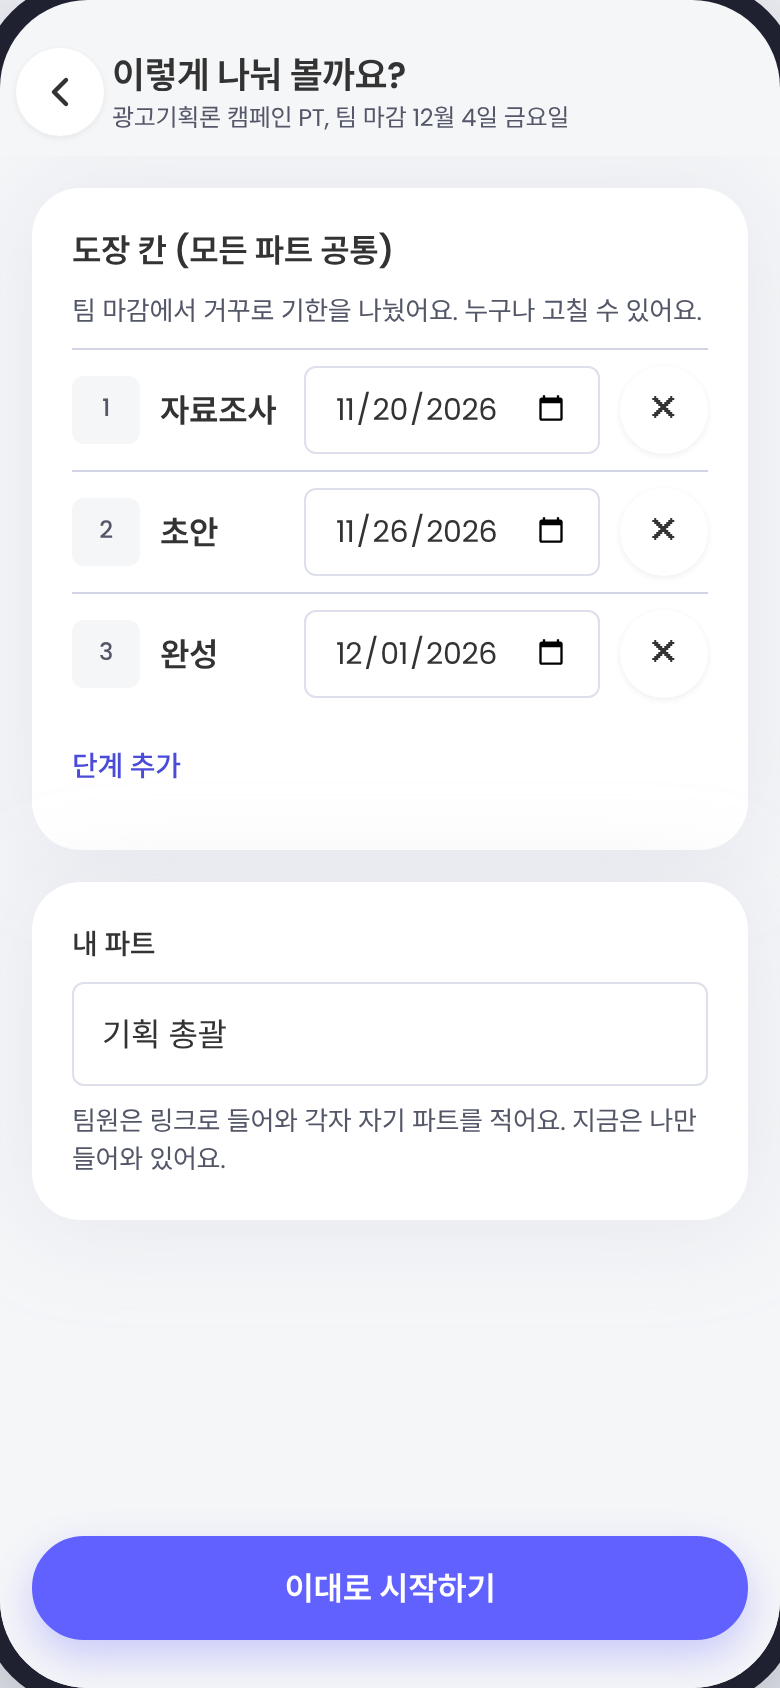 이렇게 나눠 볼까요?
광고기획론 캠페인 PT, 팀 마감 12월 4일 금요일
도장 칸 (모든 파트 공통)
팀 마감에서 거꾸로 기한을 나눴어요. 누구나 고칠 수 있어요.
1 자료조사 11/20/2026 ✕
2 초안 11/26/2026 ✕
3 완성 12/01/2026 ✕
단계 추가
내 파트
기획 총괄
팀원은 링크로 들어와 각자 자기 파트를 적어요. 지금은 나만
들어와 있어요.
이대로 시작하기